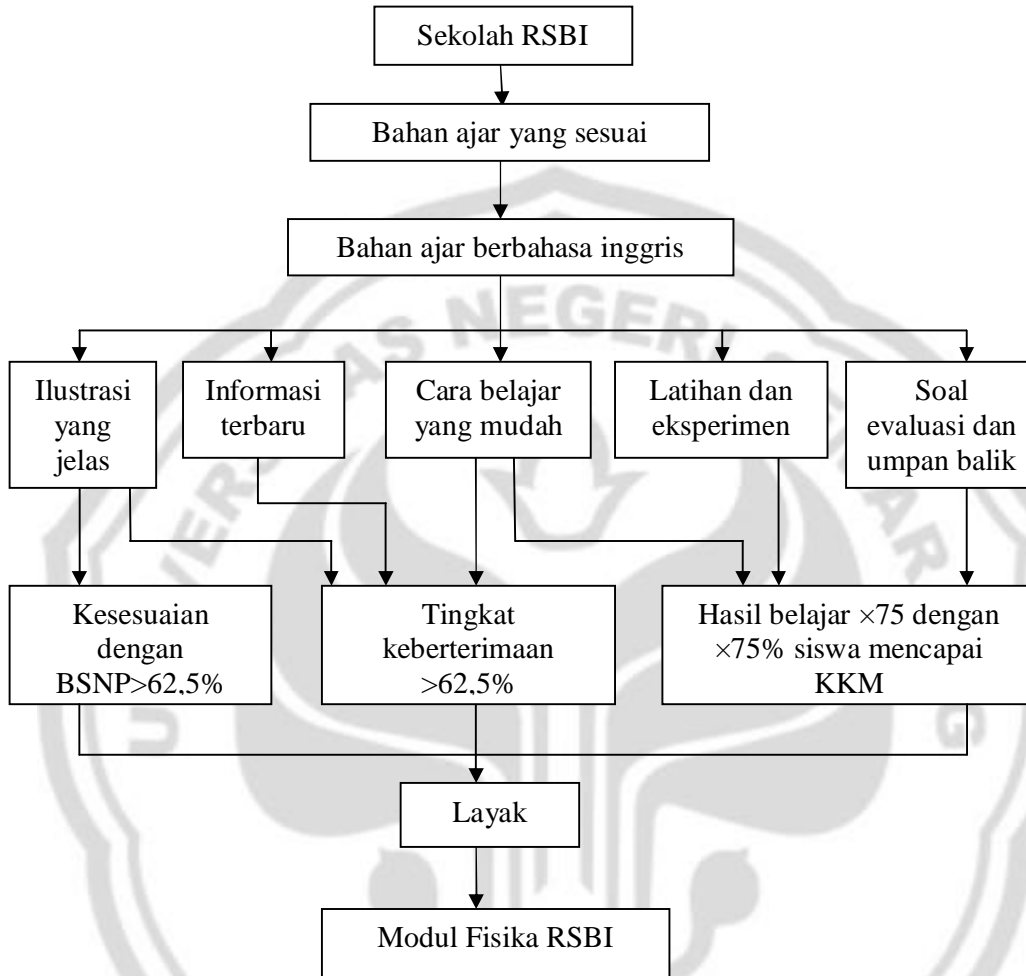 Sekolah RSBI
Bahan ajar yang sesuai
Bahan ajar berbahasa inggris
Ilustrasi
yang
jelas
Informasi
terbaru
Cara belajar
yang mudah
Latihan dan
eksperimen
Soal
evaluasi dan
umpan balik
Kesesuaian
dengan
BSNP>62,5%
Tingkat
keberterimaan
>62,5%
Hasil belajar ×75 dengan
×75% siswa mencapai
KKM
Layak
Modul Fisika RSBI